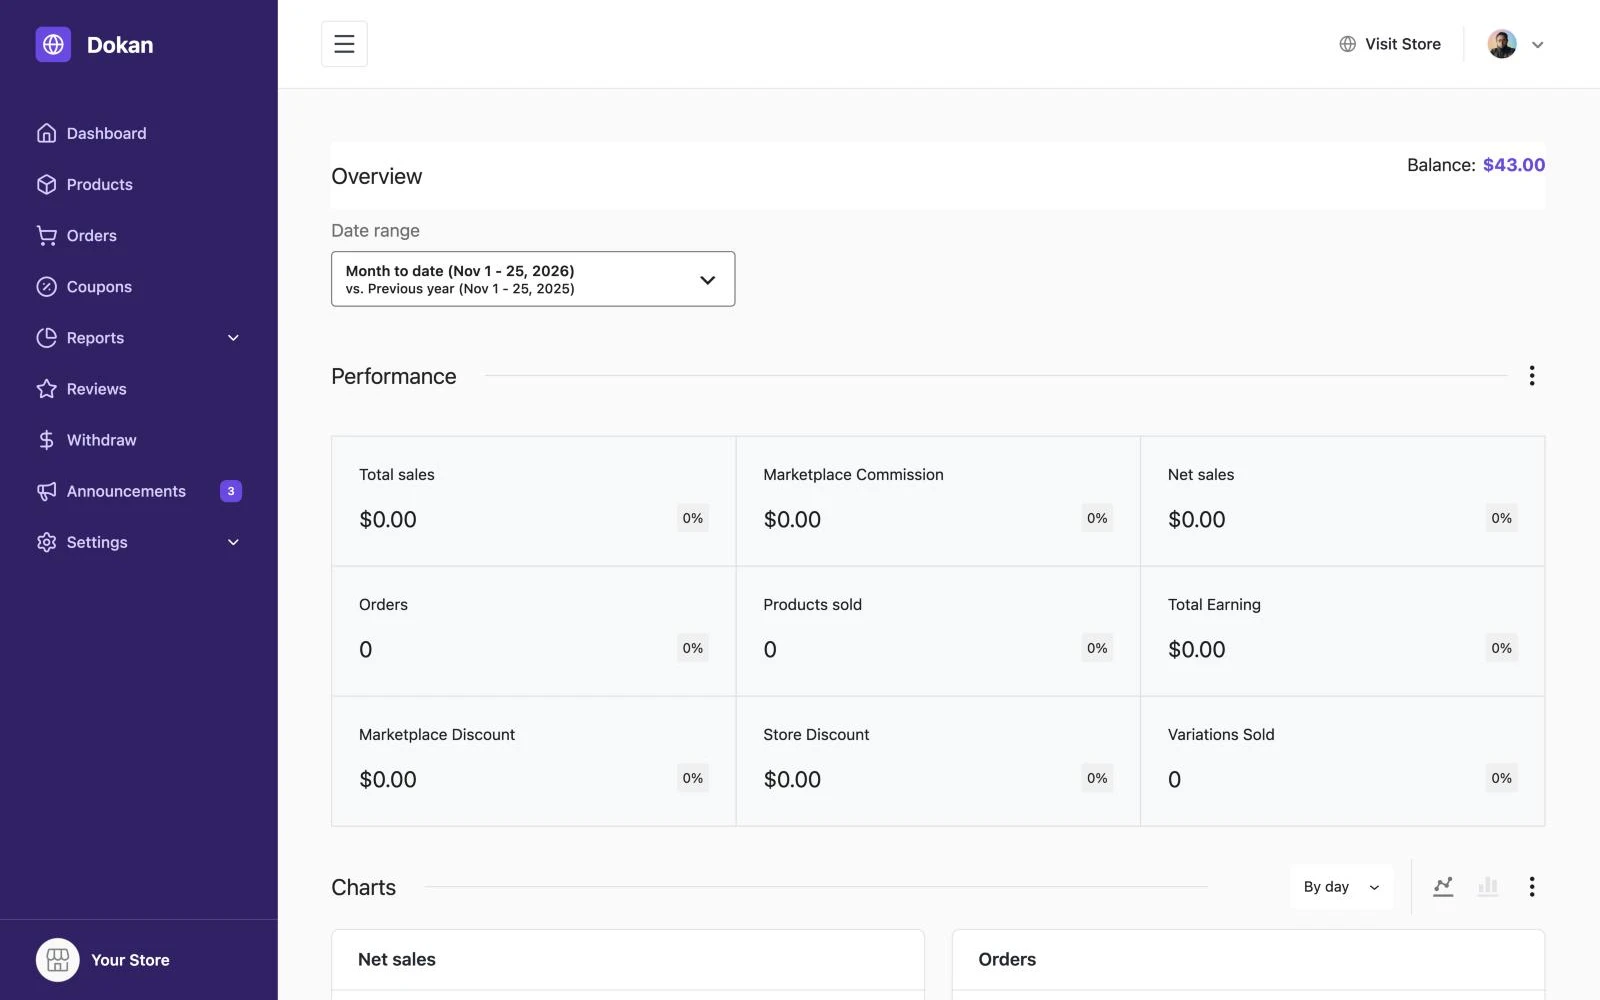 Dokan
Dashboard
Products
Orders
Coupons
Reports
Reviews
Withdraw
Announcements 3
Settings
Your Store
Visit Store
Overview
Balance: $43.00
Date range
Month to date (Nov 1 - 25, 2026)
vs. Previous year (Nov 1 - 25, 2025)
Performance
Total sales
$0.00 0%
Marketplace Commission
$0.00 0%
Net sales
$0.00 0%
Orders
0 0%
Products sold
0 0%
Total Earning
$0.00 0%
Marketplace Discount
$0.00 0%
Store Discount
$0.00 0%
Variations Sold
0 0%
Charts
By day
Net sales
Orders